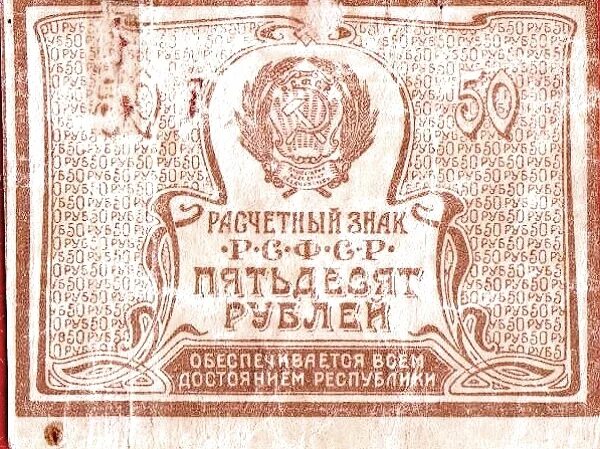 50
РАСЧЕТНЫЙ ЗНАК
Р·С·Ф·С·Р·
ПЯТЬДЕСЯТ
РУБЛЕЙ
ОБЕСПЕЧИВАЕТСЯ ВСЕМ
ДОСТОЯНИЕМ РЕСПУБЛИКИ